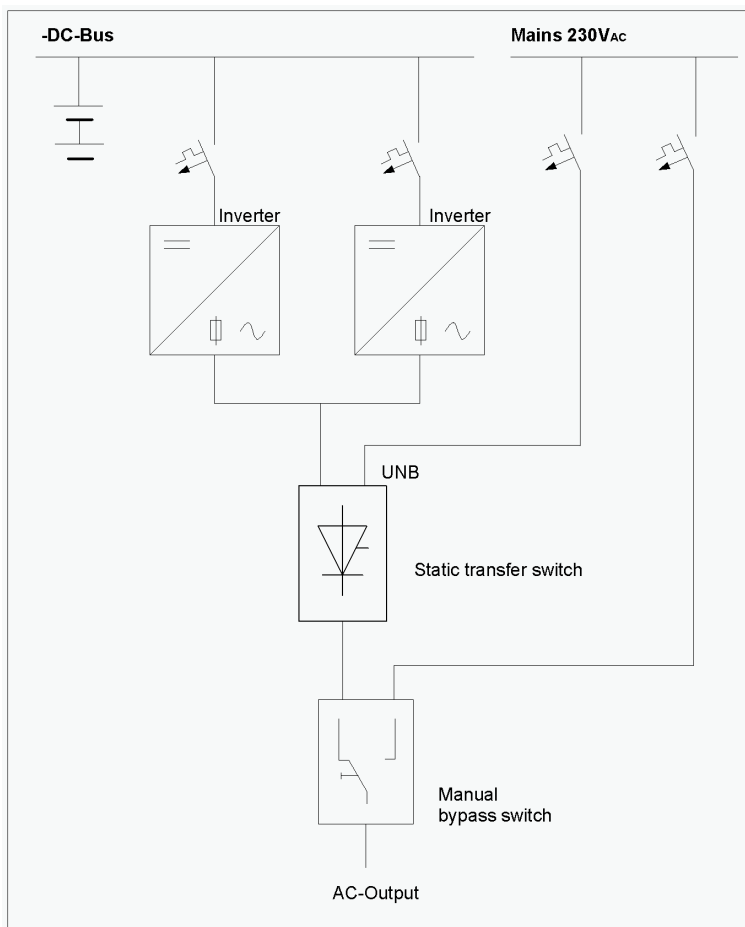 -DC-Bus
Mains 230VAC
Inverter
Inverter
UNB
Static transfer switch
Manual
bypass switch
AC-Output